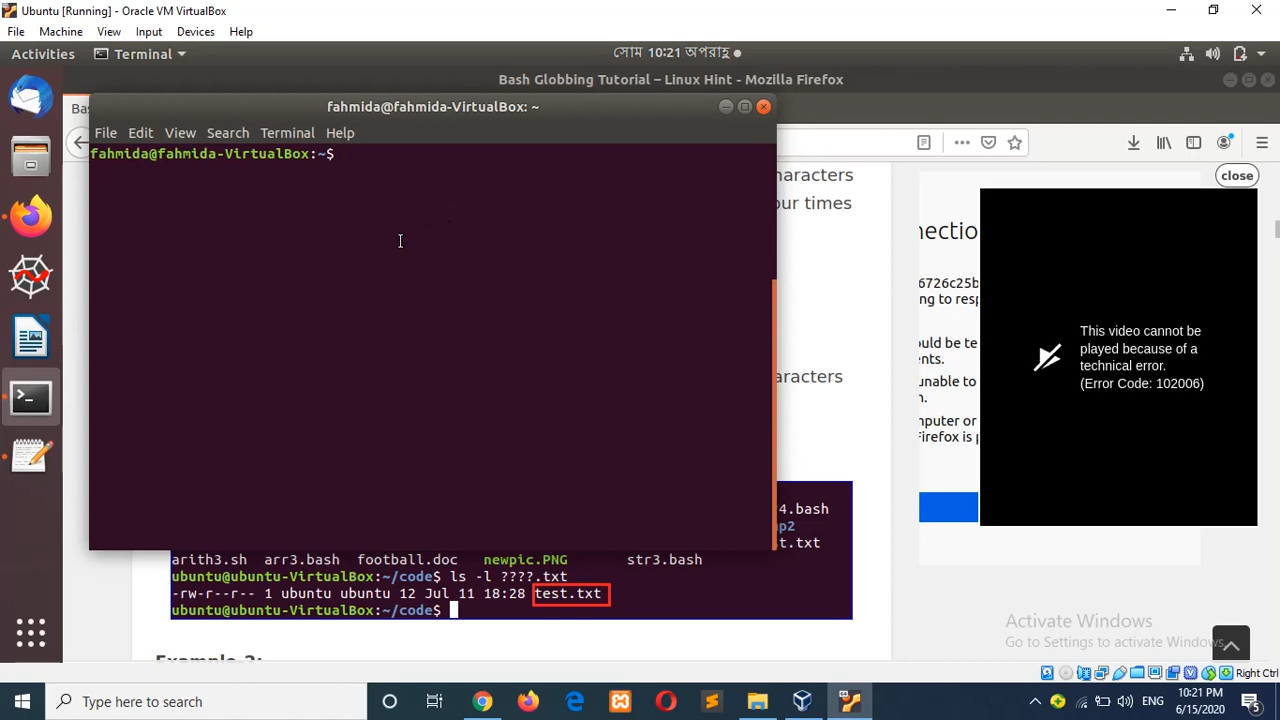 Ubuntu [Running] - Oracle VM VirtualBox
File Machine View Input Devices Help
Activities Terminal সোম 10:21 অপরাহ্ণ
Bash Globbing Tutorial – Linux Hint - Mozilla Firefox
Bas
fahmida@fahmida-VirtualBox: ~
File Edit View Search Terminal Help
fahmida@fahmida-VirtualBox:~$
haracters
our times
aracters
close
nnection
6726c25b
ng to resp
ould be te
ents.
unable to
n.
mputer or
Firefox is p
This video cannot be
played because of a
technical error.
(Error Code: 102006)
4.bash
np2
t.txt
arith3.sh arr3.bash football.doc newpic.PNG str3.bash
ubuntu@ubuntu-VirtualBox:~/code$ ls -l ????.txt
-rw-r--r-- 1 ubuntu ubuntu 12 Jul 11 18:28 test.txt
ubuntu@ubuntu-VirtualBox:~/code$
Activate Windows
Go to Settings to activate Windows.
Right Ctrl
Type here to search
ENG
10:21 PM
6/15/2020
5